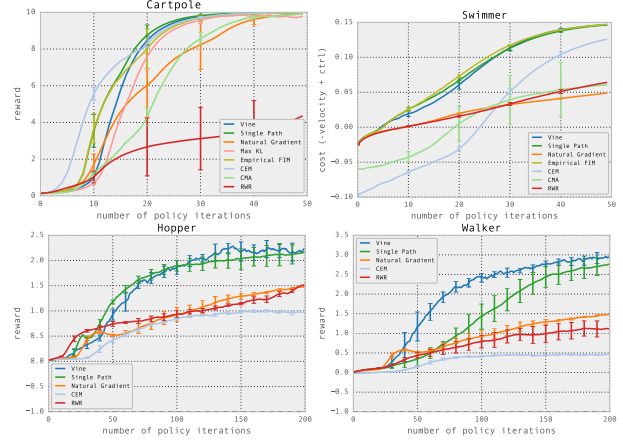 Cartpole
10
8
6
4
2
0
0 10 20 30 40 50
reward
number of policy iterations
Vine
Single Path
Natural Gradient
Max KL
Empirical FIM
CEM
CMA
RWR
Swimmer
0.15
0.10
0.05
0.00
−0.05
−0.10
0 10 20 30 40 50
cost (-velocity + ctrl)
number of policy iterations
Vine
Single Path
Natural Gradient
Empirical FIM
CEM
CMA
RWR
Hopper
2.5
2.0
1.5
1.0
0.5
0.0
−0.5
−1.0
0 50 100 150 200
reward
number of policy iterations
Vine
Single Path
Natural Gradient
CEM
RWR
Walker
3.5
3.0
2.5
2.0
1.5
1.0
0.5
0.0
−0.5
−1.0
0 50 100 150 200
reward
number of policy iterations
Vine
Single Path
Natural Gradient
CEM
RWR